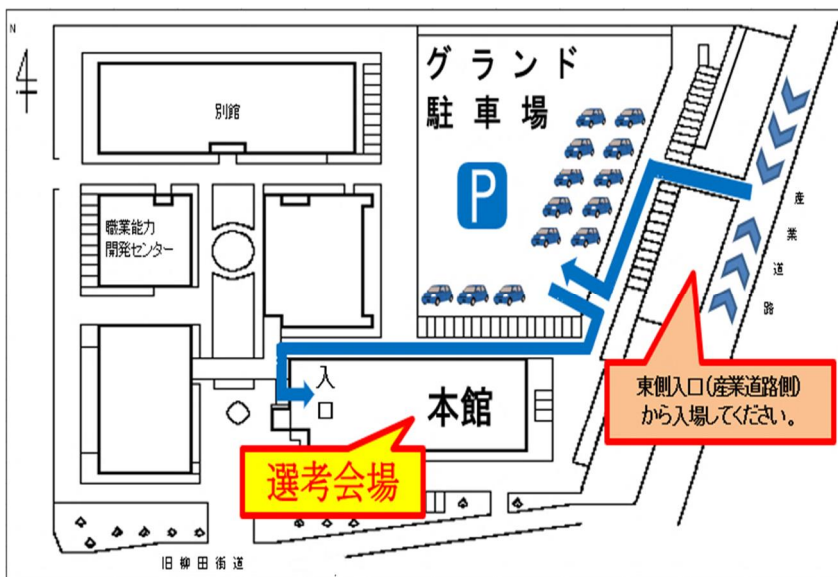 N
別館
グランド
駐車場
P
職業能力
開発センター
産業道路
入口
本館
東側入口(産業道路側)
から入場してください。
選考会場
旧柳田街道